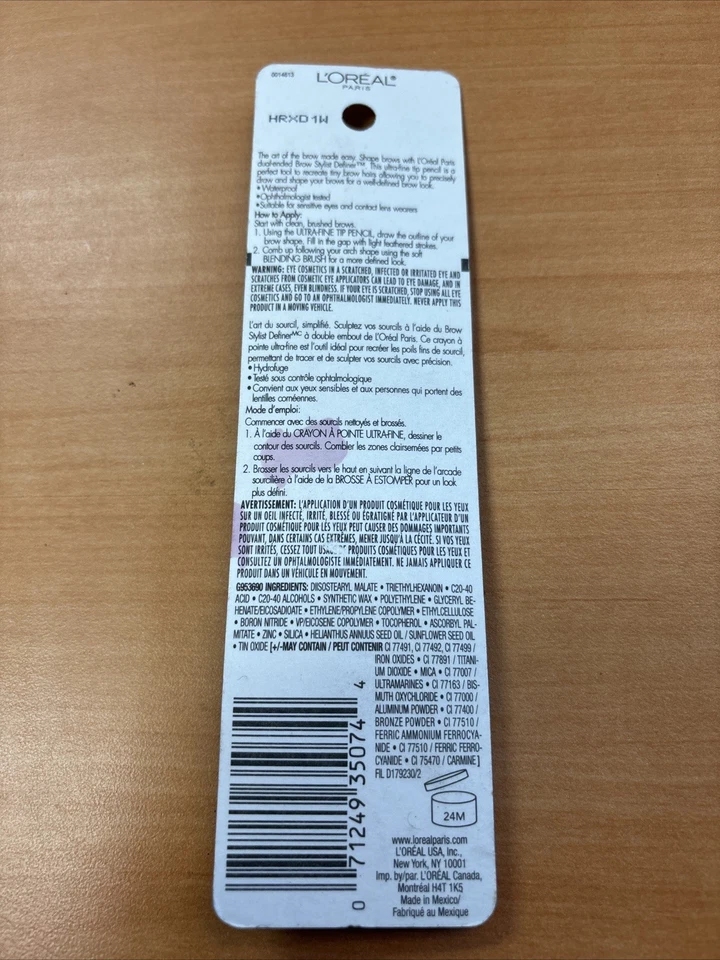 0014613
L'ORÉAL®
PARIS
HRXD1W
The art of the brow made easy. Shape brows with L'Oréal Paris
dual-ended Brow Stylist Definer™. This ultra-fine tip pencil is a
perfect tool to recreate tiny brow hairs allowing you to precisely
draw and shape your brows for a well-defined brow look.
• Waterproof
• Ophthalmologist tested
• Suitable for sensitive eyes and contact lens wearers
How to Apply:
Start with clean, brushed brows.
1. Using the ULTRA-FINE TIP PENCIL, draw the outline of your
brow shape. Fill in the gap with light feathered strokes.
2. Comb up following your arch shape using the soft
BLENDING BRUSH for a more defined look.
WARNING: EYE COSMETICS IN A SCRATCHED, INFECTED OR IRRITATED EYE AND
SCRATCHES FROM COSMETIC EYE APPLICATORS CAN LEAD TO EYE DAMAGE, AND IN
EXTREME CASES, EVEN BLINDNESS. IF YOUR EYE IS SCRATCHED, STOP USING ALL EYE
COSMETICS AND GO TO AN OPHTHALMOLOGIST IMMEDIATELY. NEVER APPLY THIS
PRODUCT IN A MOVING VEHICLE.
L'art du sourcil, simplifié. Sculptez vos sourcils à l'aide du Brow
Stylist Definer MC à double embout de L'Oréal Paris. Ce crayon à
pointe ultra-fine est l'outil idéal pour recréer les poils fins de sourcil,
permettant de tracer et de sculpter vos sourcils avec précision.
• Hydrofuge
• Testé sous contrôle ophtalmologique
• Convient aux yeux sensibles et aux personnes qui portent des
lentilles cornéennes.
Mode d'emploi:
Commencer avec des sourcils nettoyés et brossés.
1. À l'aide du CRAYON À POINTE ULTRA-FINE, dessiner le
contour des sourcils. Combler les zones clairsemées par petits
coups.
2. Brosser les sourcils vers le haut en suivant la ligne de l'arcade
sourcilière à l'aide de la BROSSE À ESTOMPER pour un look
plus défini.
AVERTISSEMENT: L'APPLICATION D'UN PRODUIT COSMÉTIQUE POUR LES YEUX
SUR UN OEIL INFECTÉ, IRRITÉ, BLESSÉ OU ÉGRATIGNÉ PAR L'APPLICATEUR D'UN
PRODUIT COSMÉTIQUE POUR LES YEUX PEUT CAUSER DES DOMMAGES IMPORTANTS
POUVANT, DANS CERTAINS CAS EXTRÊMES, MENER JUSQU'À LA CÉCITÉ. SI VOS YEUX
SONT IRRITÉS, CESSEZ TOUT PRODUITS COSMÉTIQUES POUR LES YEUX ET
CONSULTEZ UN OPHTALMOLOGISTE IMMÉDIATEMENT. NE JAMAIS APPLIQUER CE
PRODUIT DANS UN VÉHICULE EN MOUVEMENT.
G953690 INGREDIENTS: DIISOSTEARYL MALATE • TRIETHYLHEXANOIN • C20-40
ACID • C20-40 ALCOHOLS • SYNTHETIC WAX • POLYETHYLENE • GLYCERYL BE-
HENATE/EICOSADIOATE • ETHYLENE/PROPYLENE COPOLYMER • ETHYLCELLULOSE
• BORON NITRIDE • VP/EICOSENE COPOLYMER • TOCOPHEROL • ASCORBYL PAL-
MITATE • ZINC • SILICA • HELIANTHUS ANNUUS SEED OIL / SUNFLOWER SEED OIL
• TIN OXIDE [+/-MAY CONTAIN / PEUT CONTENIR CI 77491, CI 77492, CI 77499 /
IRON OXIDES • CI 77891 / TITANI-
UM DIOXIDE • MICA • CI 77007 /
ULTRAMARINES • CI 77163 / BIS-
MUTH OXYCHLORIDE • CI 77000 /
ALUMINUM POWDER • CI 77400 /
BRONZE POWDER • CI 77510 /
FERRIC AMMONIUM FERROCYA-
NIDE • CI 77510 / FERRIC FERRO-
CYANIDE • CI 75470 / CARMINE]
FIL D179230/2
0 71249 35074 4
24M
www.lorealparis.com
L'ORÉAL USA, Inc.,
New York, NY 10001
Imp. by/par. L'ORÉAL Canada,
Montréal H4T 1K5
Made in Mexico/
Fabriqué au Mexique